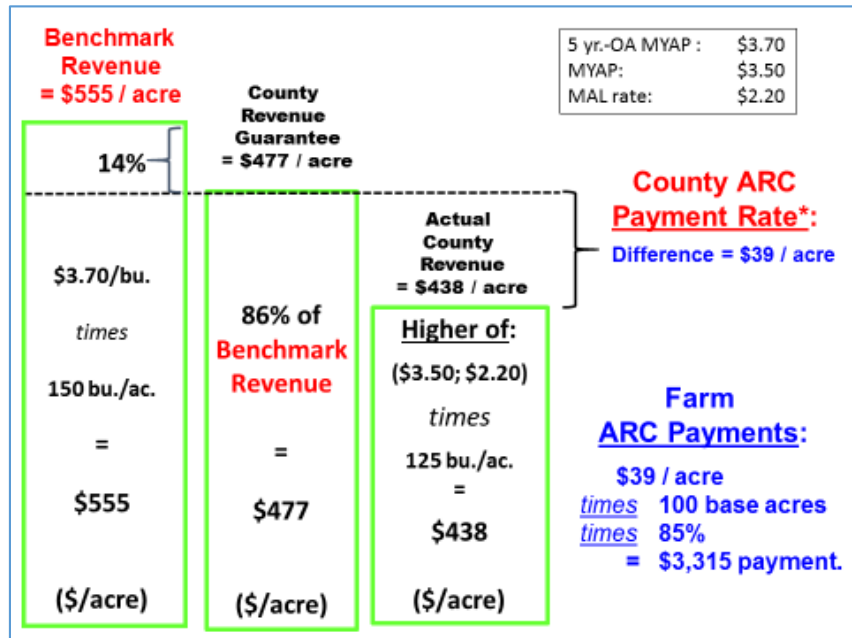 Benchmark
Revenue
= $555 / acre
14%
$3.70/bu.
times
150 bu./ac.
=
$555
($/acre)
County
Revenue
Guarantee
= $477 / acre
86% of
Benchmark
Revenue
=
$477
($/acre)
Actual
County
Revenue
= $438 / acre
Higher of:
($3.50; $2.20)
times
125 bu./ac.
=
$438
($/acre)
5 yr.-OA MYAP : $3.70
MYAP: $3.50
MAL rate: $2.20
County ARC
Payment Rate*:
Difference = $39 / acre
Farm
ARC Payments:
$39 / acre
times 100 base acres
times 85%
= $3,315 payment.